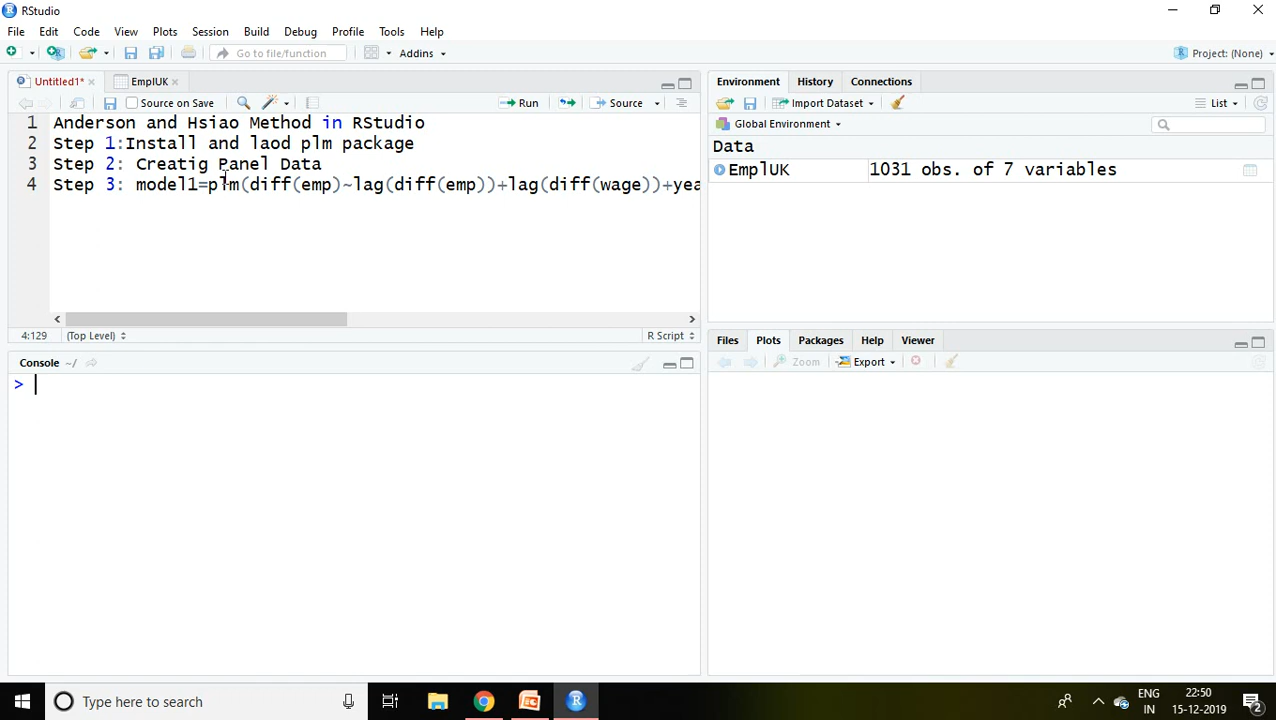 RStudio
File Edit Code View Plots Session Build Debug Profile Tools Help
Go to file/function Addins Project: (None)
Untitled1* EmplUK
Source on Save Run Source
1 Anderson and Hsiao Method in RStudio
2 Step 1:Install and laod plm package
3 Step 2: Creatig Panel Data
4 Step 3: model1=plm(diff(emp)~lag(diff(emp))+lag(diff(wage))+yea
4:129 (Top Level) R Script
Console ~/
>
Environment History Connections
Import Dataset List
Global Environment
Data
EmplUK 1031 obs. of 7 variables
Files Plots Packages Help Viewer
Zoom Export
Type here to search
ENG 22:50
IN 15-12-2019 2